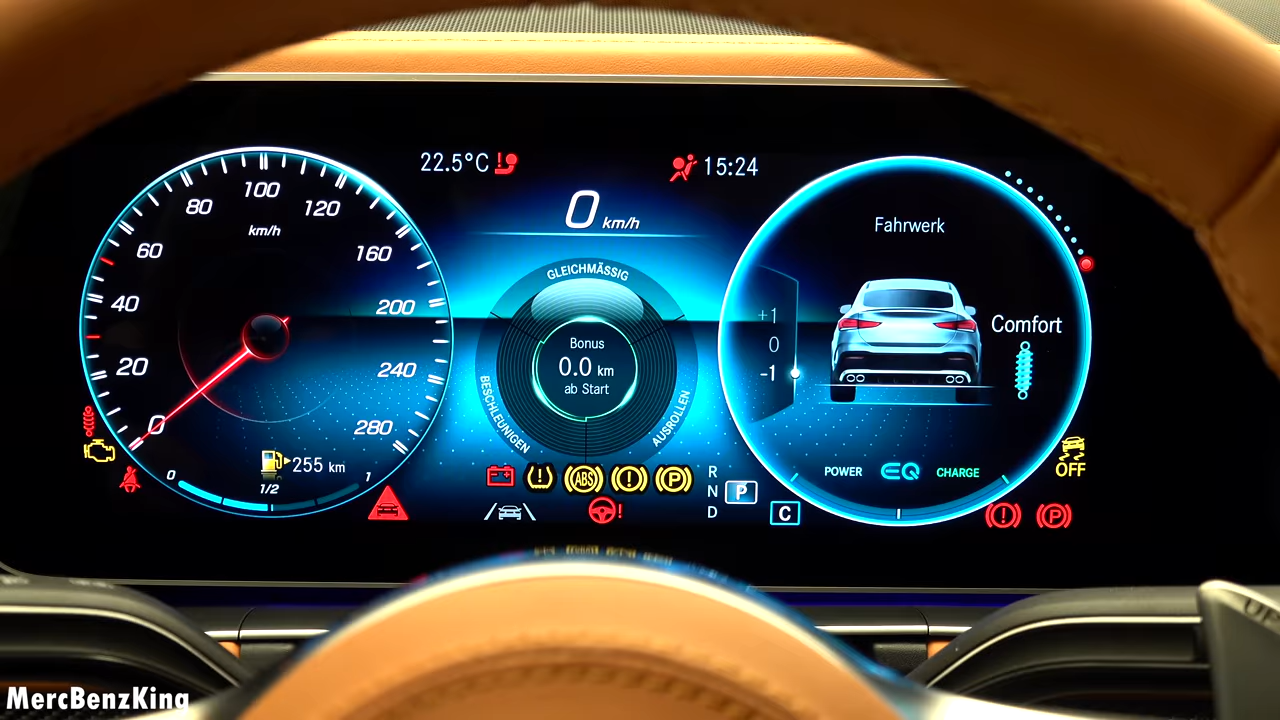 22.5°C
15:24
0 km/h
100
80
120
km/h
60
160
40
200
20
240
0
280
255 km
0
1/2
1
GLEICHMÄSSIG
Bonus
0.0 km
ab Start
BESCHLEUNIGEN
AUSROLLEN
ABS
P
R
N
D
P
C
Fahrwerk
+1
0
-1
Comfort
POWER
EQ
CHARGE
OFF
P
UP
MercBenzKing